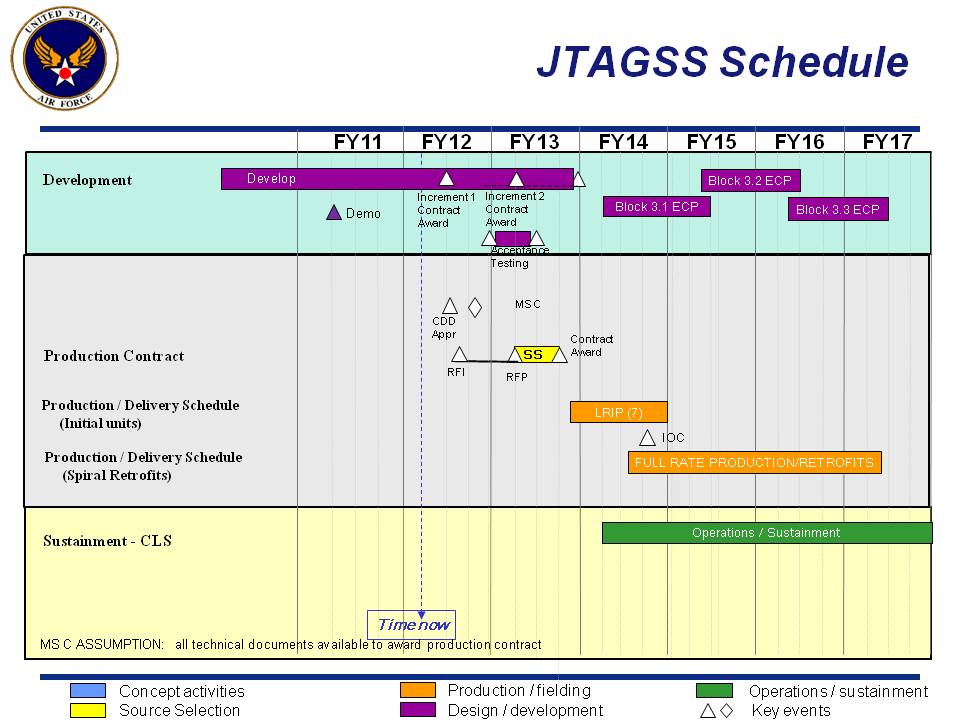 UNITED STATES
AIR FORCE
JTAGSS Schedule
FY11 FY12 FY13 FY14 FY15 FY16 FY17
Development
Develop
Block 3.2 ECP
Increment 1
Contract
Award
Increment 2
Contract
Award
Block 3.1 ECP
Block 3.3 ECP
Demo
Acceptance
Testing
MSC
CDD
Appr
Contract
Award
Production Contract
SS
RFI
RFP
Production / Delivery Schedule
(Initial units)
LRIP (7)
IOC
Production / Delivery Schedule
(Spiral Retrofits)
FULL RATE PRODUCTION/RETROFITS
Sustainment - CLS
Operations / Sustainment
Time now
MS C ASSUMPTION: all technical documents available to award production contract
Concept activities
Production / fielding
Operations / sustainment
Source Selection
Design / development
Key events